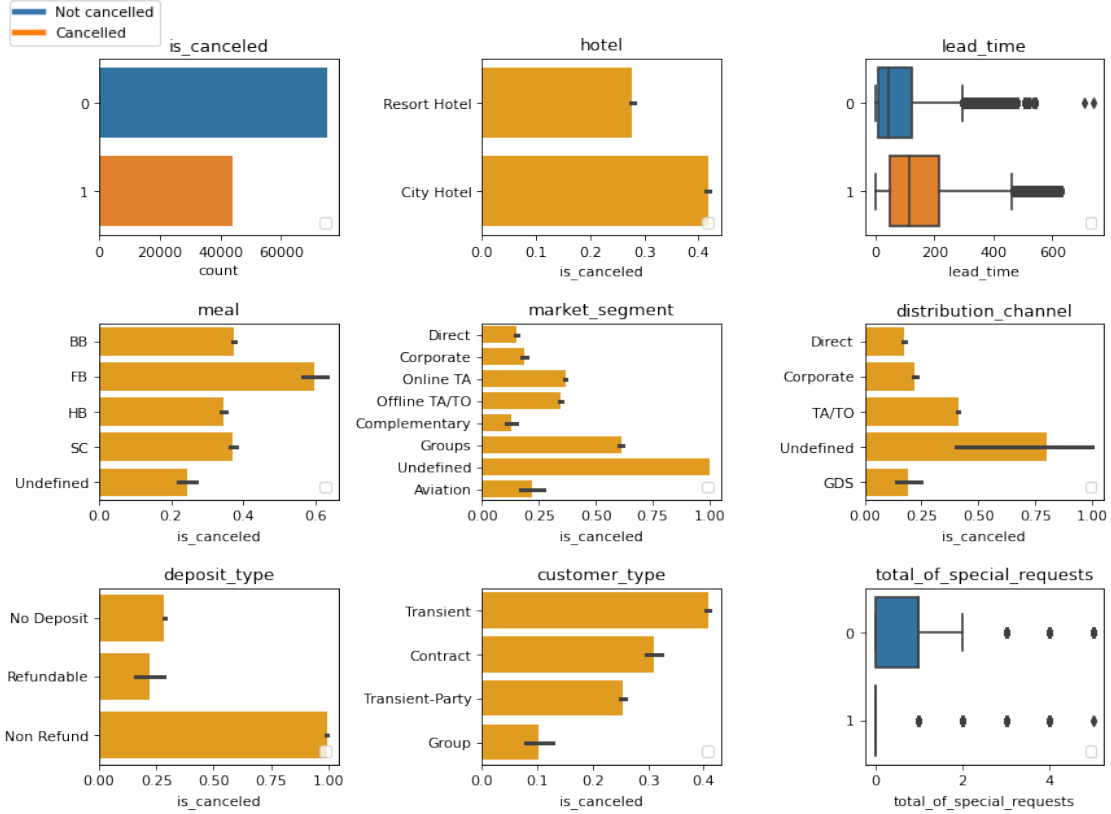 Not cancelled
Cancelled
is_canceled
0
1
0 20000 40000 60000
count
hotel
Resort Hotel
City Hotel
0.0 0.1 0.2 0.3 0.4
is_canceled
lead_time
0
1
0 200 400 600
lead_time
meal
BB
FB
HB
SC
Undefined
0.0 0.2 0.4 0.6
is_canceled
market_segment
Direct
Corporate
Online TA
Offline TA/TO
Complementary
Groups
Undefined
Aviation
0.00 0.25 0.50 0.75 1.00
is_canceled
distribution_channel
Direct
Corporate
TA/TO
Undefined
GDS
0.00 0.25 0.50 0.75 1.00
is_canceled
deposit_type
No Deposit
Refundable
Non Refund
0.00 0.25 0.50 0.75 1.00
is_canceled
customer_type
Transient
Contract
Transient-Party
Group
0.0 0.1 0.2 0.3 0.4
is_canceled
total_of_special_requests
0
1
0 2 4
total_of_special_requests